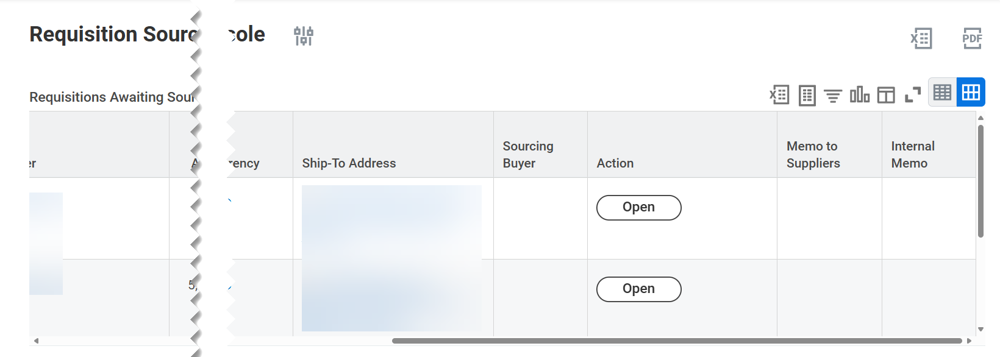 Requisition Sourc ole
PDF
X
Requisitions Awaiting Sour
X
er
A
rency
Ship-To Address
Sourcing
Buyer
Action
Memo to
Suppliers
Internal
Memo
Open
5,
Open